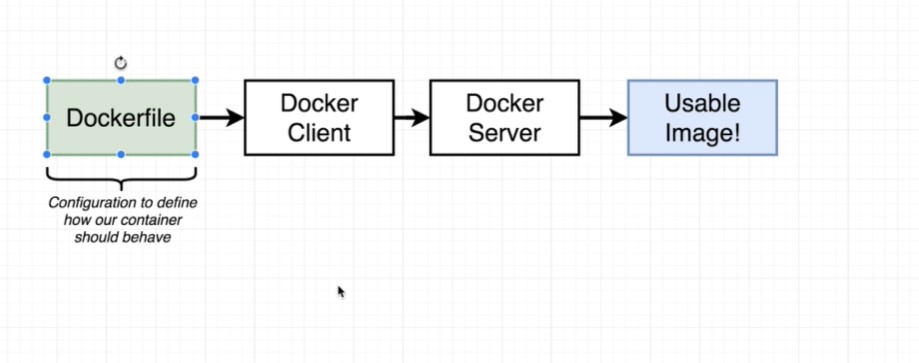 Dockerfile
Docker
Client
Docker
Server
Usable
Image!
Configuration to define
how our container
should behave